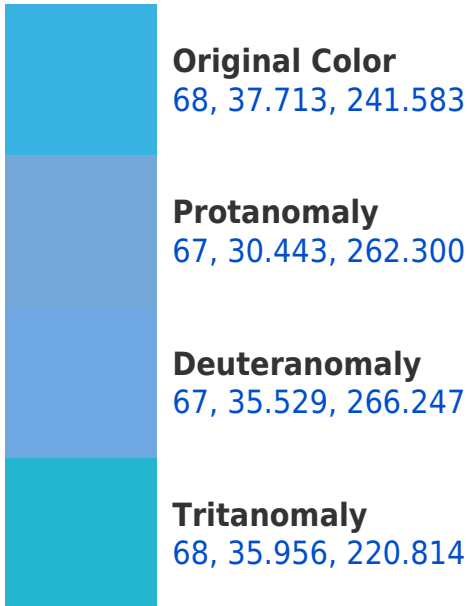 Original Color
68, 37.713, 241.583
Protanomaly
67, 30.443, 262.300
Deuteranomaly
67, 35.529, 266.247
Tritanomaly
68, 35.956, 220.814